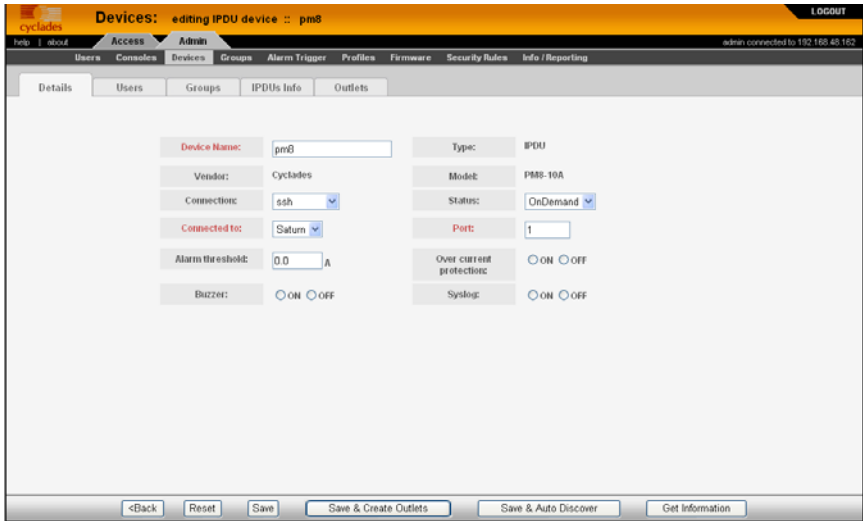 LOGOUT
cyclades
Devices: editing IPDU device :: pm8
help | about Access Admin admin connected to 192.168.48.162
Users Consoles Devices Groups Alarm Trigger Profiles Firmware Security Rules Info / Reporting
Details Users Groups IPDUs Info Outlets
Device Name: pm8 Type: IPDU
Vendor: Cyclades Model: PM8-10A
Connection: ssh Status: OnDemand
Connected to: Saturn Port: 1
Alarm threshold: 0.0 A Over current protection: ON OFF
Buzzer: ON OFF Syslog: ON OFF
<Back Reset Save Save & Create Outlets Save & Auto Discover Get Information